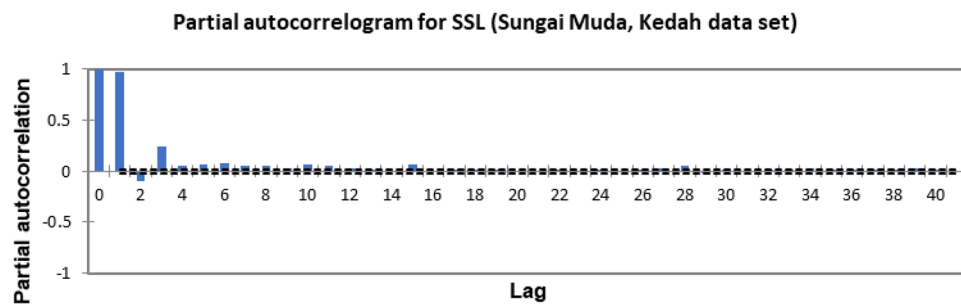 Partial autocorrelogram for SSL (Sungai Muda, Kedah data set)
Partial autocorrelation
1
0.5
0
-0.5
-1
0 2 4 6 8 10 12 14 16 18 20 22 24 26 28 30 32 34 36 38 40
Lag